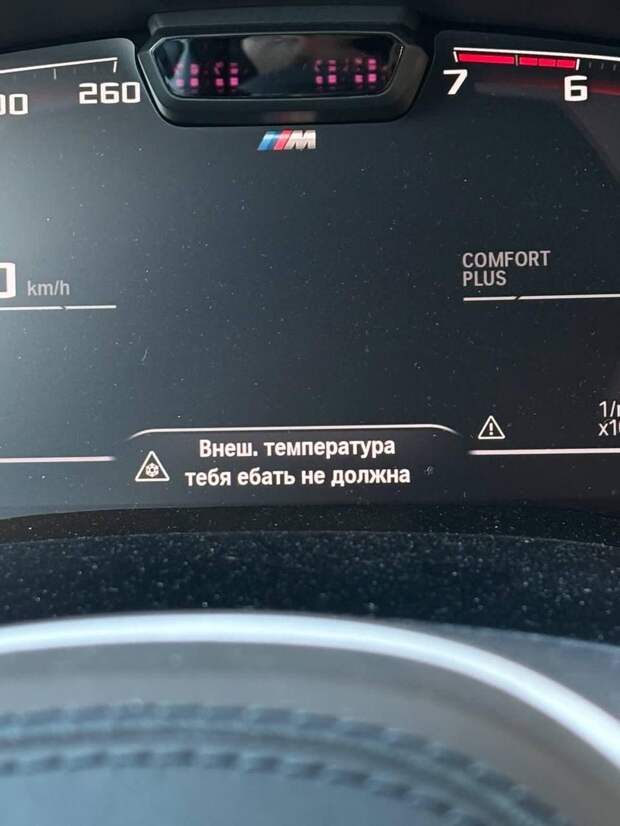 260
7
6
M
km/h
COMFORT
PLUS
Внеш. температура
тебя ебать не должна